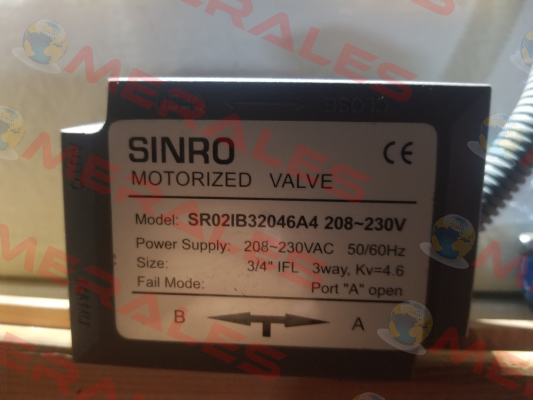 MERALES
SINRO CE
MOTORIZED VALVE
Model: SR02IB32046A4 208~230V
Power Supply: 208~230VAC 50/60Hz
Size: 3/4" IFL 3way, Kv=4.6
Fail Mode: Port "A" open
B A
MERALES